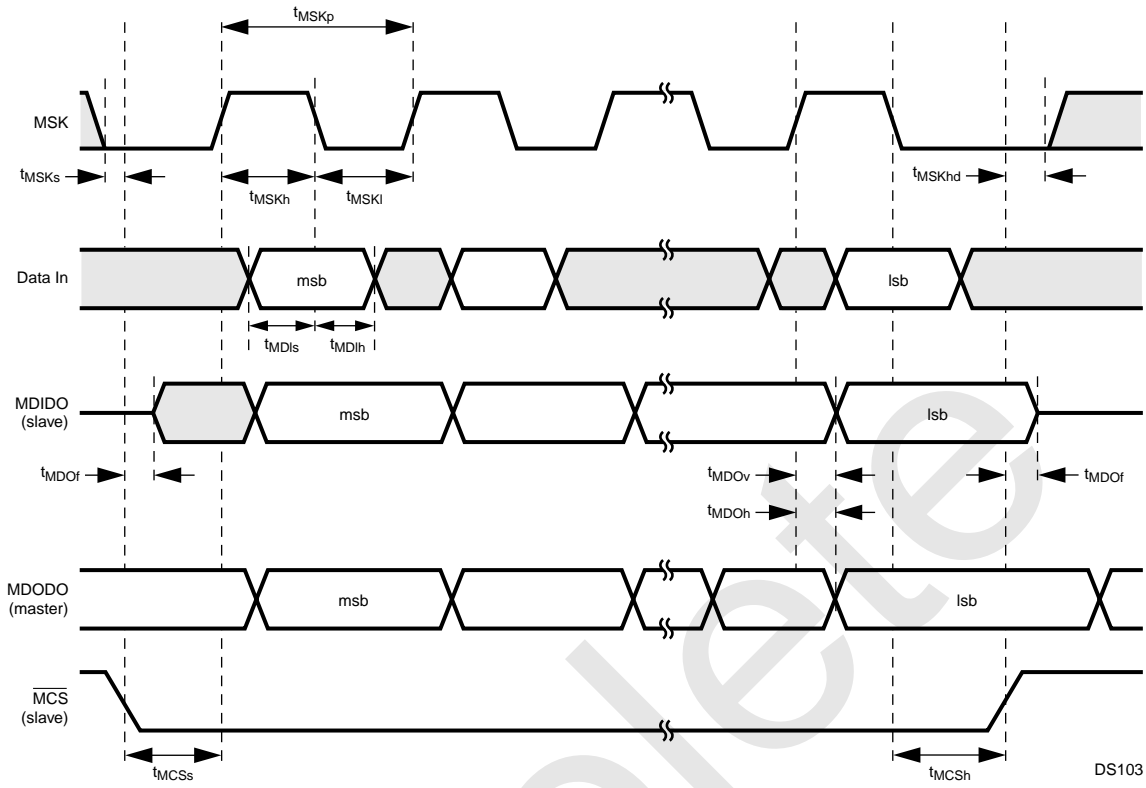 tMSKp
MSK
tMSKs
tMSKh
tMSKl
tMSKhd
Data In
msb
lsb
tMDIs
tMDIh
MDIDO
(slave)
msb
lsb
tMDOf
tMDOv
tMDOf
tMDOh
MDODO
(master)
msb
lsb
MCS
(slave)
tMCSs
tMCSh
DS103